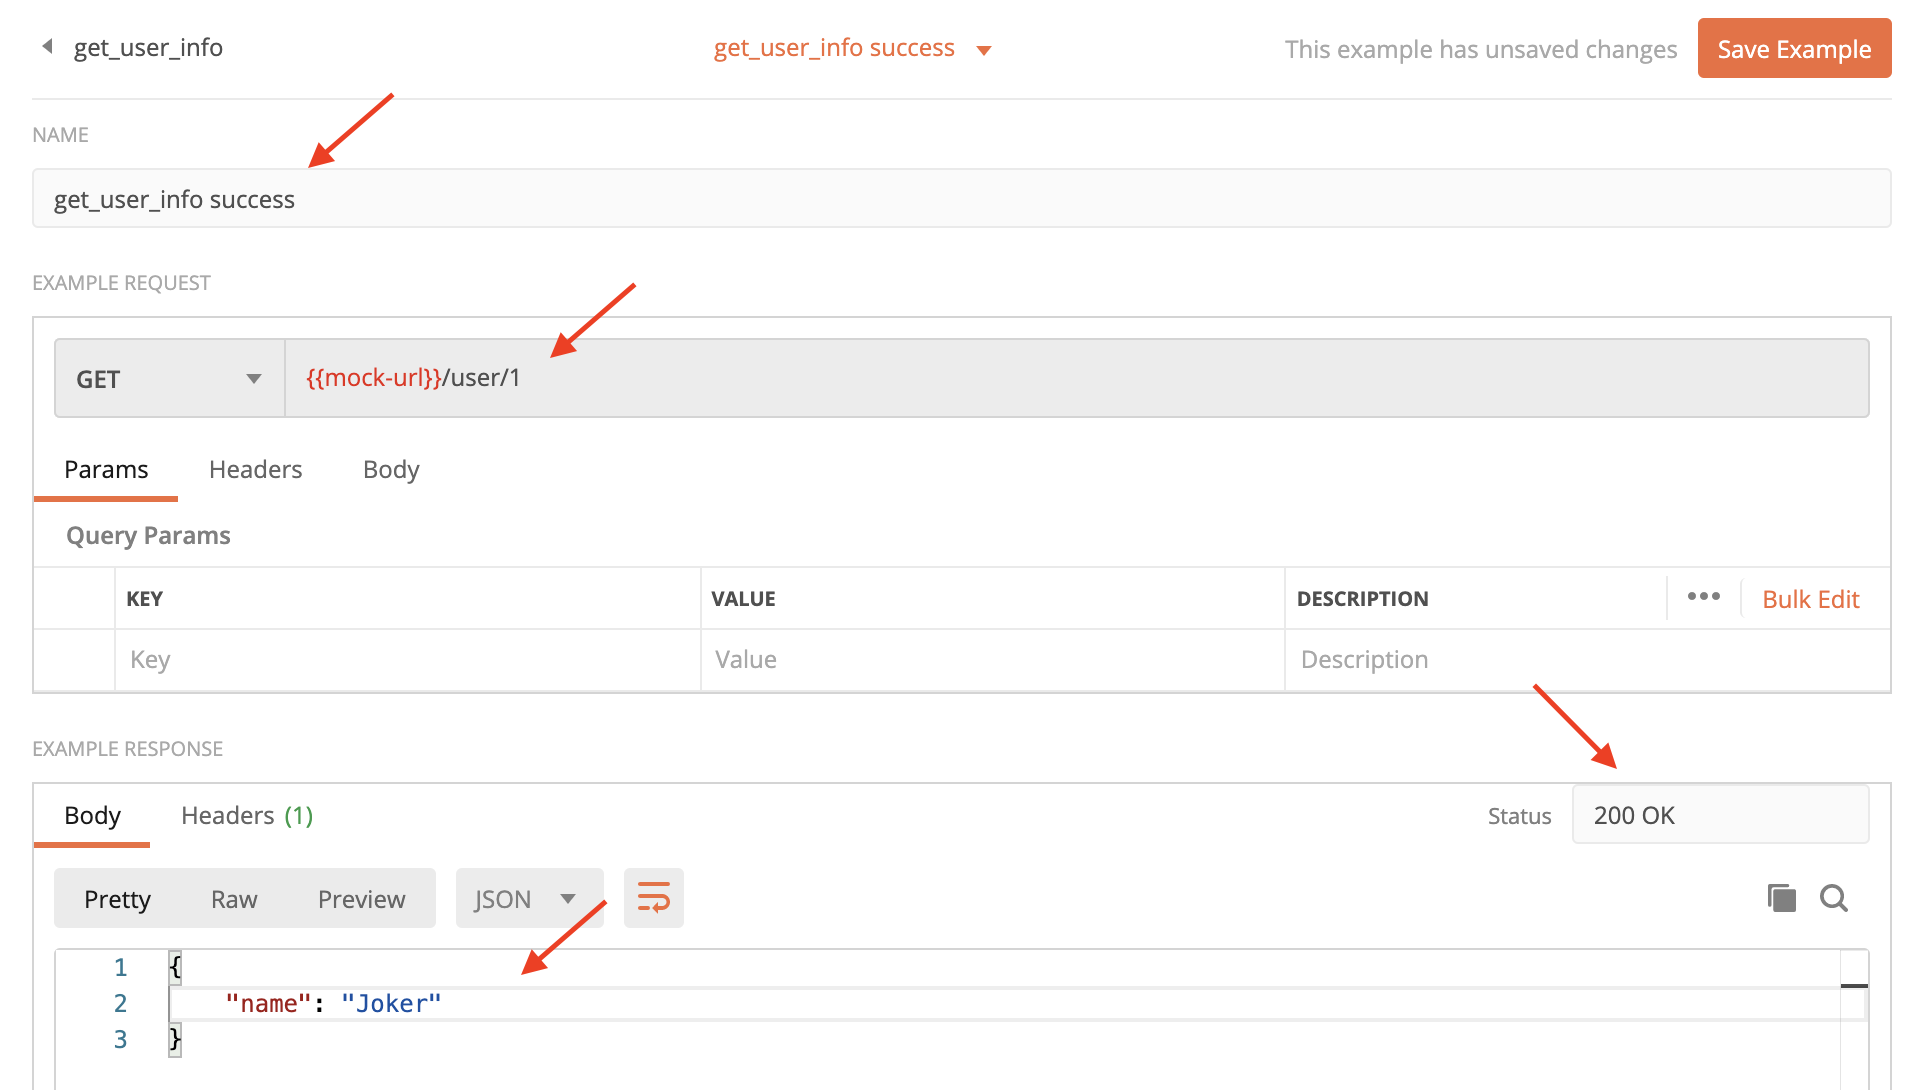 get_user_info
get_user_info success
This example has unsaved changes
Save Example
NAME
get_user_info success
EXAMPLE REQUEST
GET
{{mock-url}}/user/1
Params Headers Body
Query Params
KEY VALUE DESCRIPTION ••• Bulk Edit
Key Value Description
EXAMPLE RESPONSE
Body Headers (1) Status 200 OK
Pretty Raw Preview JSON
1 {
2 "name": "Joker"
3 }